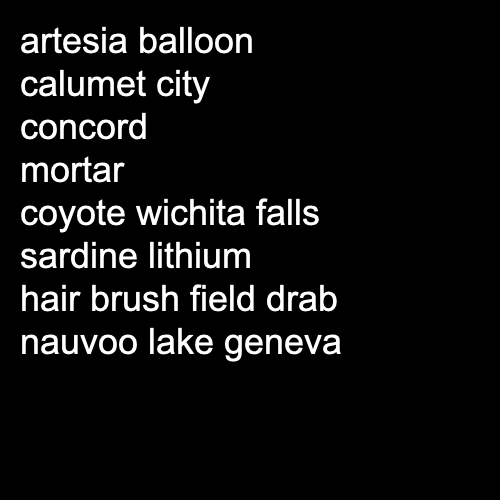 artesia balloon
calumet city
concord
mortar
coyote wichita falls
sardine lithium
hair brush field drab
nauvoo lake geneva